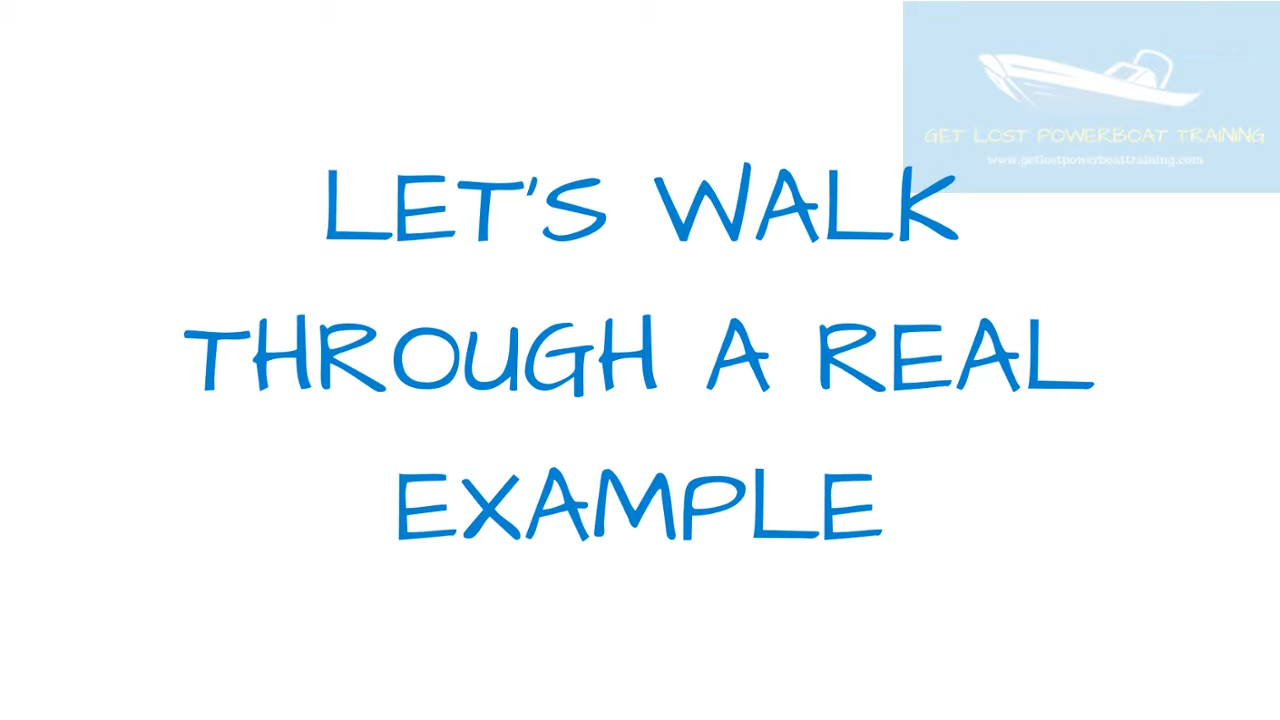 GET LOST POWERBOAT TRAINING
www.getlostpowerboattraining.com
LET'S WALK
THROUGH A REAL
EXAMPLE